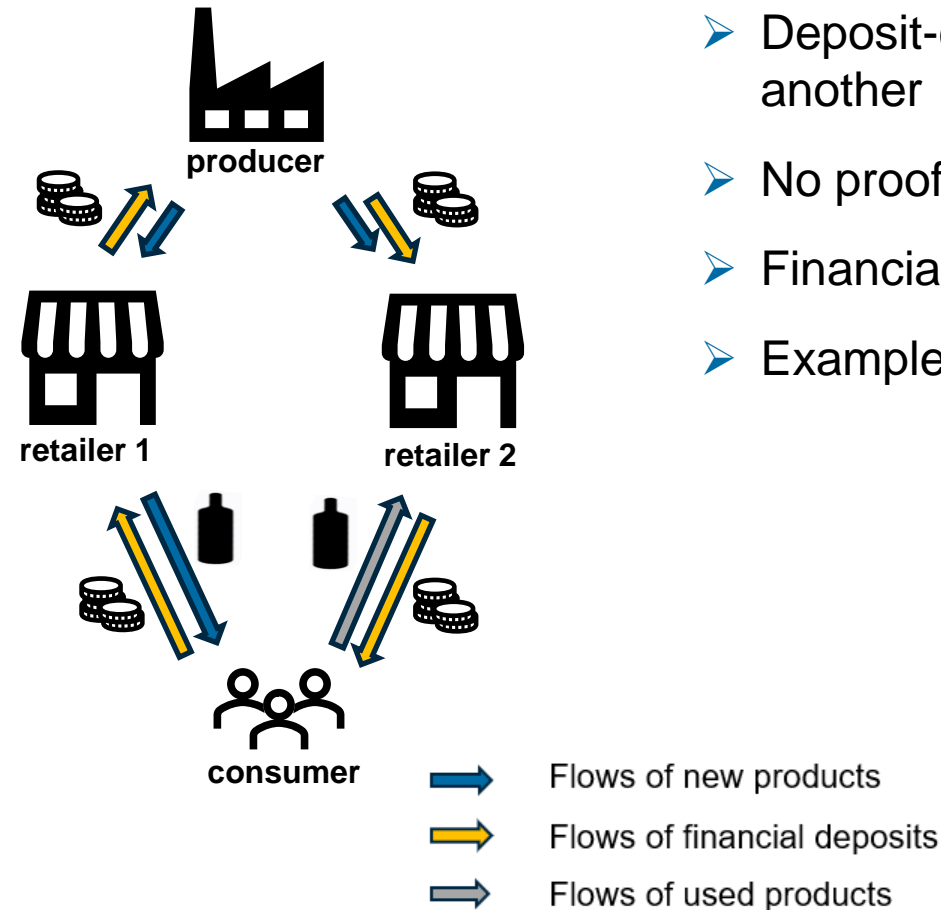 producer
retailer 1
retailer 2
consumer
Flows of new products
Flows of financial deposits
Flows of used products
➢ Deposit-
another
➢ No proof
➢ Financia
➢ Example